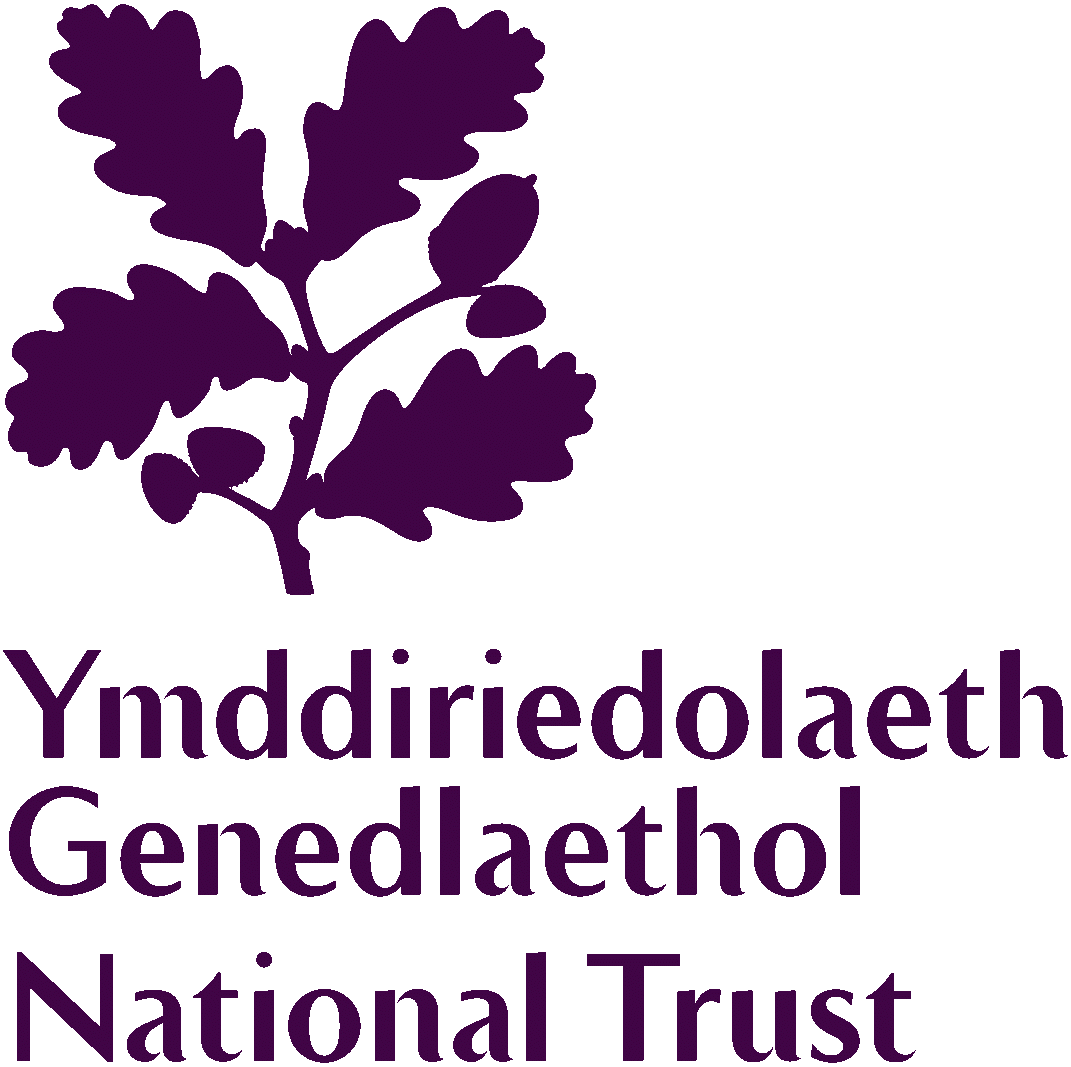 Ymddiriedolaeth
Genedlaethol
National Trust